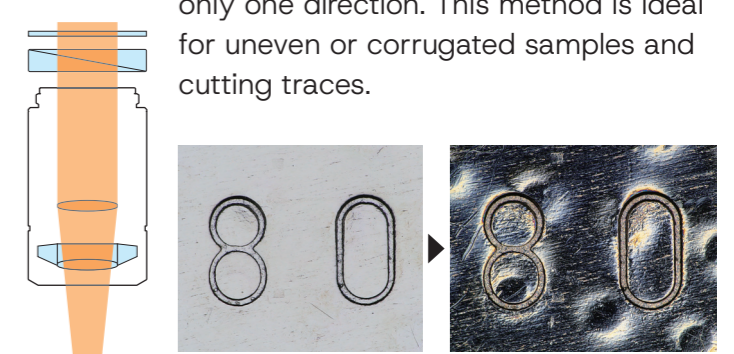 only one direction. This method is ideal
for uneven or corrugated samples and
cutting traces.
8 0 8 0